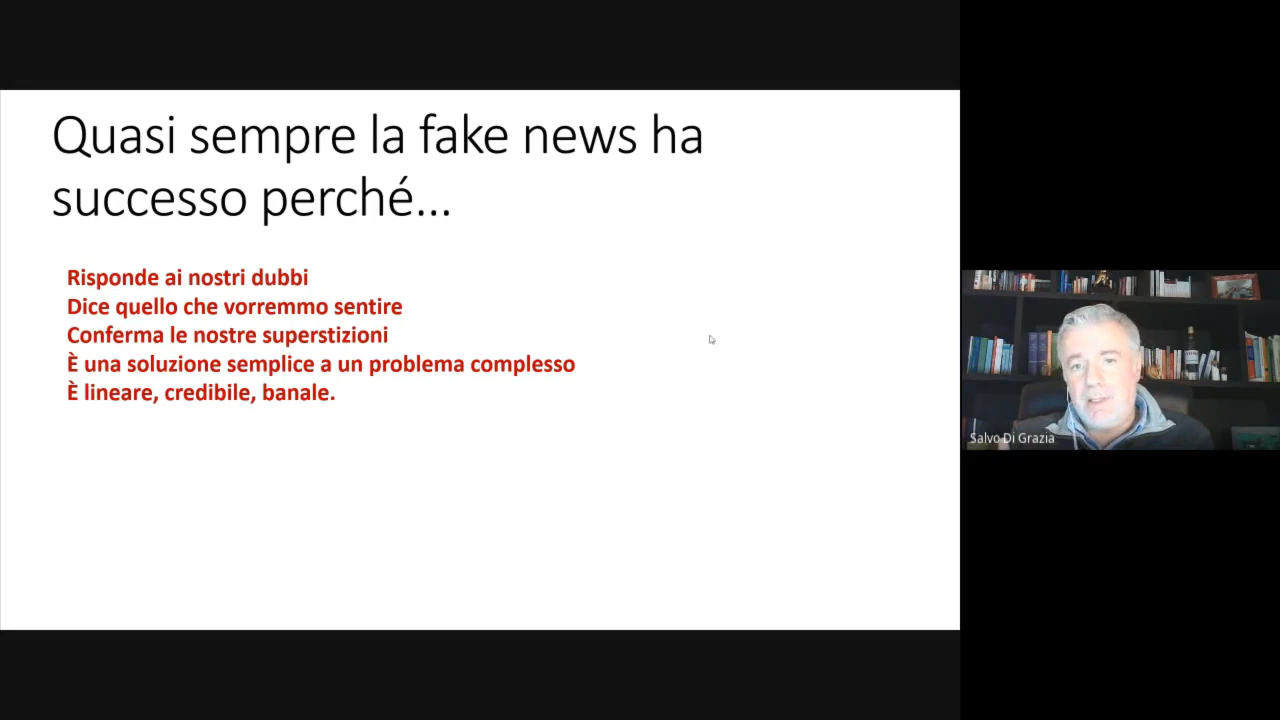 Quasi sempre la fake news ha
successo perché...
Risponde ai nostri dubbi
Dice quello che vorremmo sentire
Conferma le nostre superstizioni
È una soluzione semplice a un problema complesso
È lineare, credibile, banale.
Salvo Di Grazia